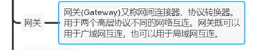 网关
网关(Gateway)又称网间连接器、协议转换器。
用于两个高层协议不同的网络互连。网关既可以
用于广域网互连，也可以用于局域网互连。